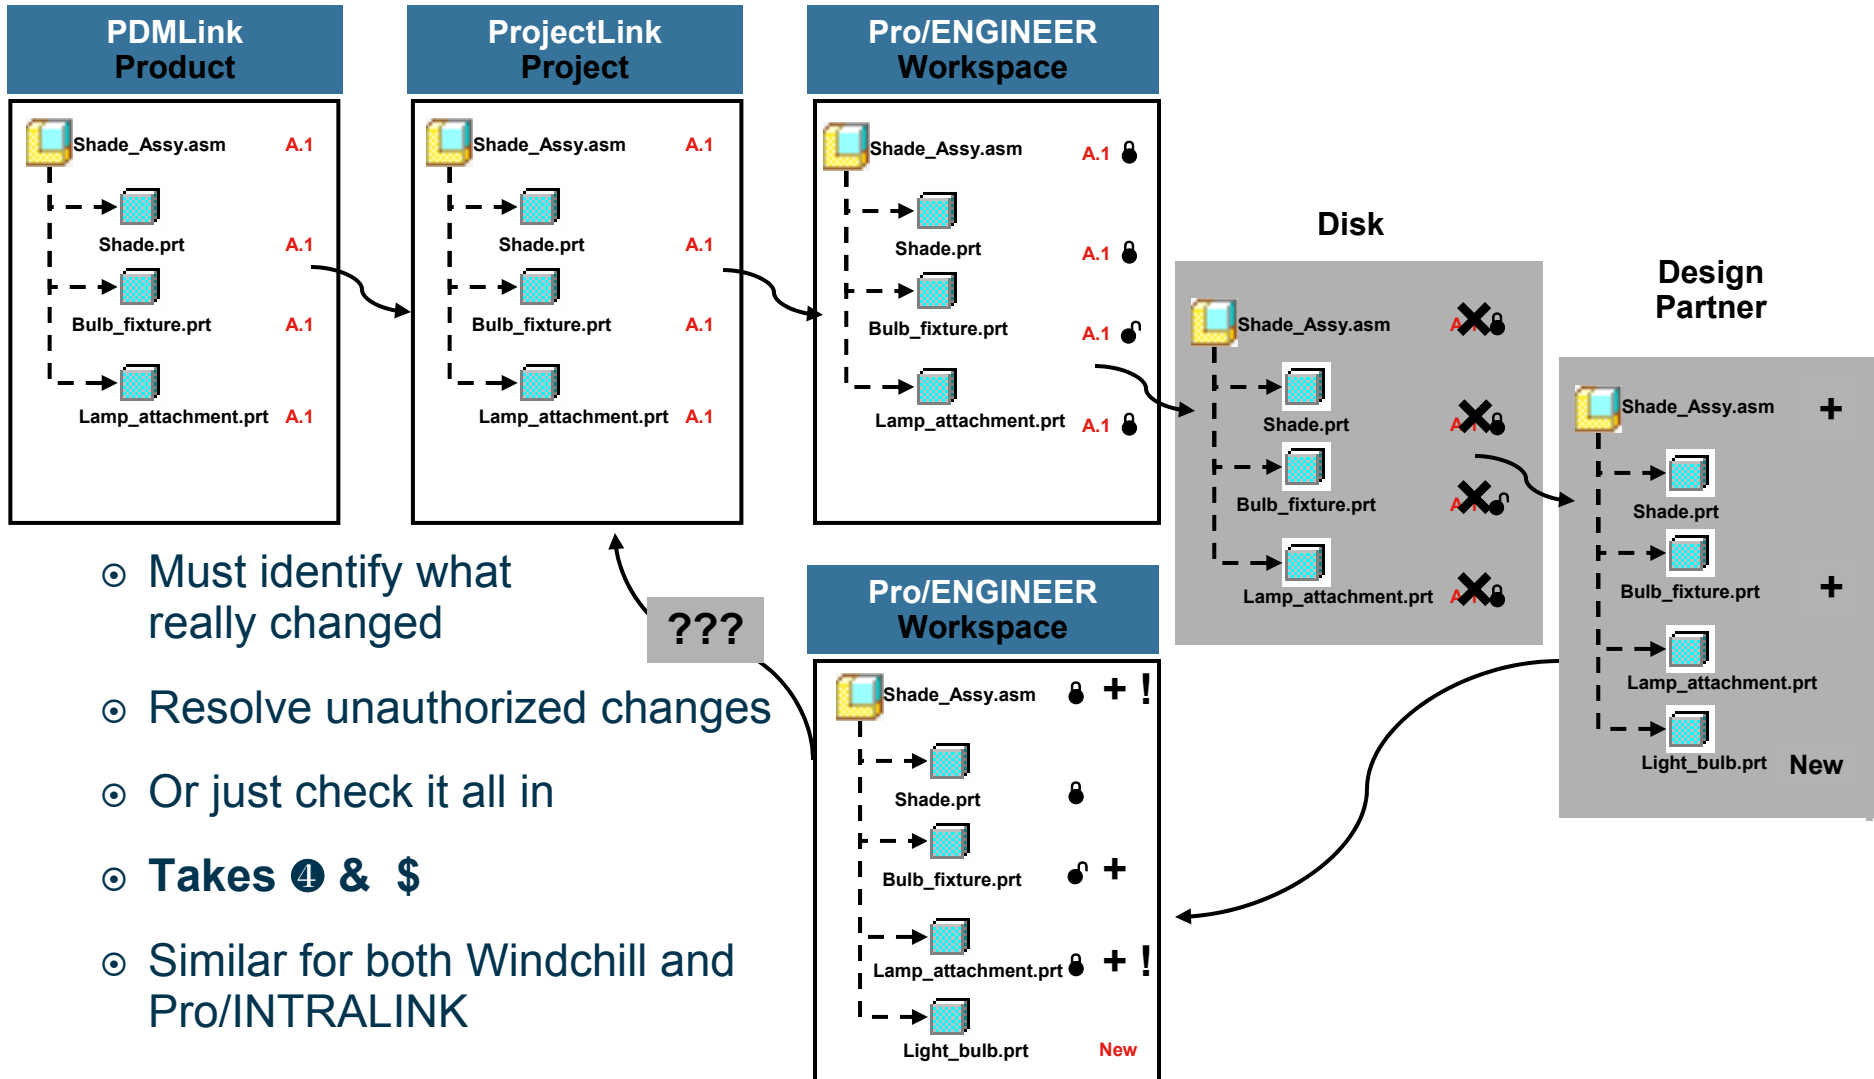 PDMLink
Product
Shade_Assy.asm A.1
Shade.prt A.1
Bulb_fixture.prt A.1
Lamp_attachment.prt A.1
ProjectLink
Project
Shade_Assy.asm A.1
Shade.prt A.1
Bulb_fixture.prt A.1
Lamp_attachment.prt A.1
Pro/ENGINEER
Workspace
Shade_Assy.asm A.1
Shade.prt A.1
Bulb_fixture.prt A.1
Lamp_attachment.prt A.1
Disk
Shade_Assy.asm
Shade.prt
Bulb_fixture.prt
Lamp_attachment.prt
Design
Partner
Shade_Assy.asm +
Shade.prt
Bulb_fixture.prt +
Lamp_attachment.prt
Light_bulb.prt New
Pro/ENGINEER
Workspace
Shade_Assy.asm + !
Shade.prt
Bulb_fixture.prt +
Lamp_attachment.prt + !
Light_bulb.prt New
???
Must identify what
really changed
Resolve unauthorized changes
Or just check it all in
Takes ❹ & $
Similar for both Windchill and
Pro/INTRALINK